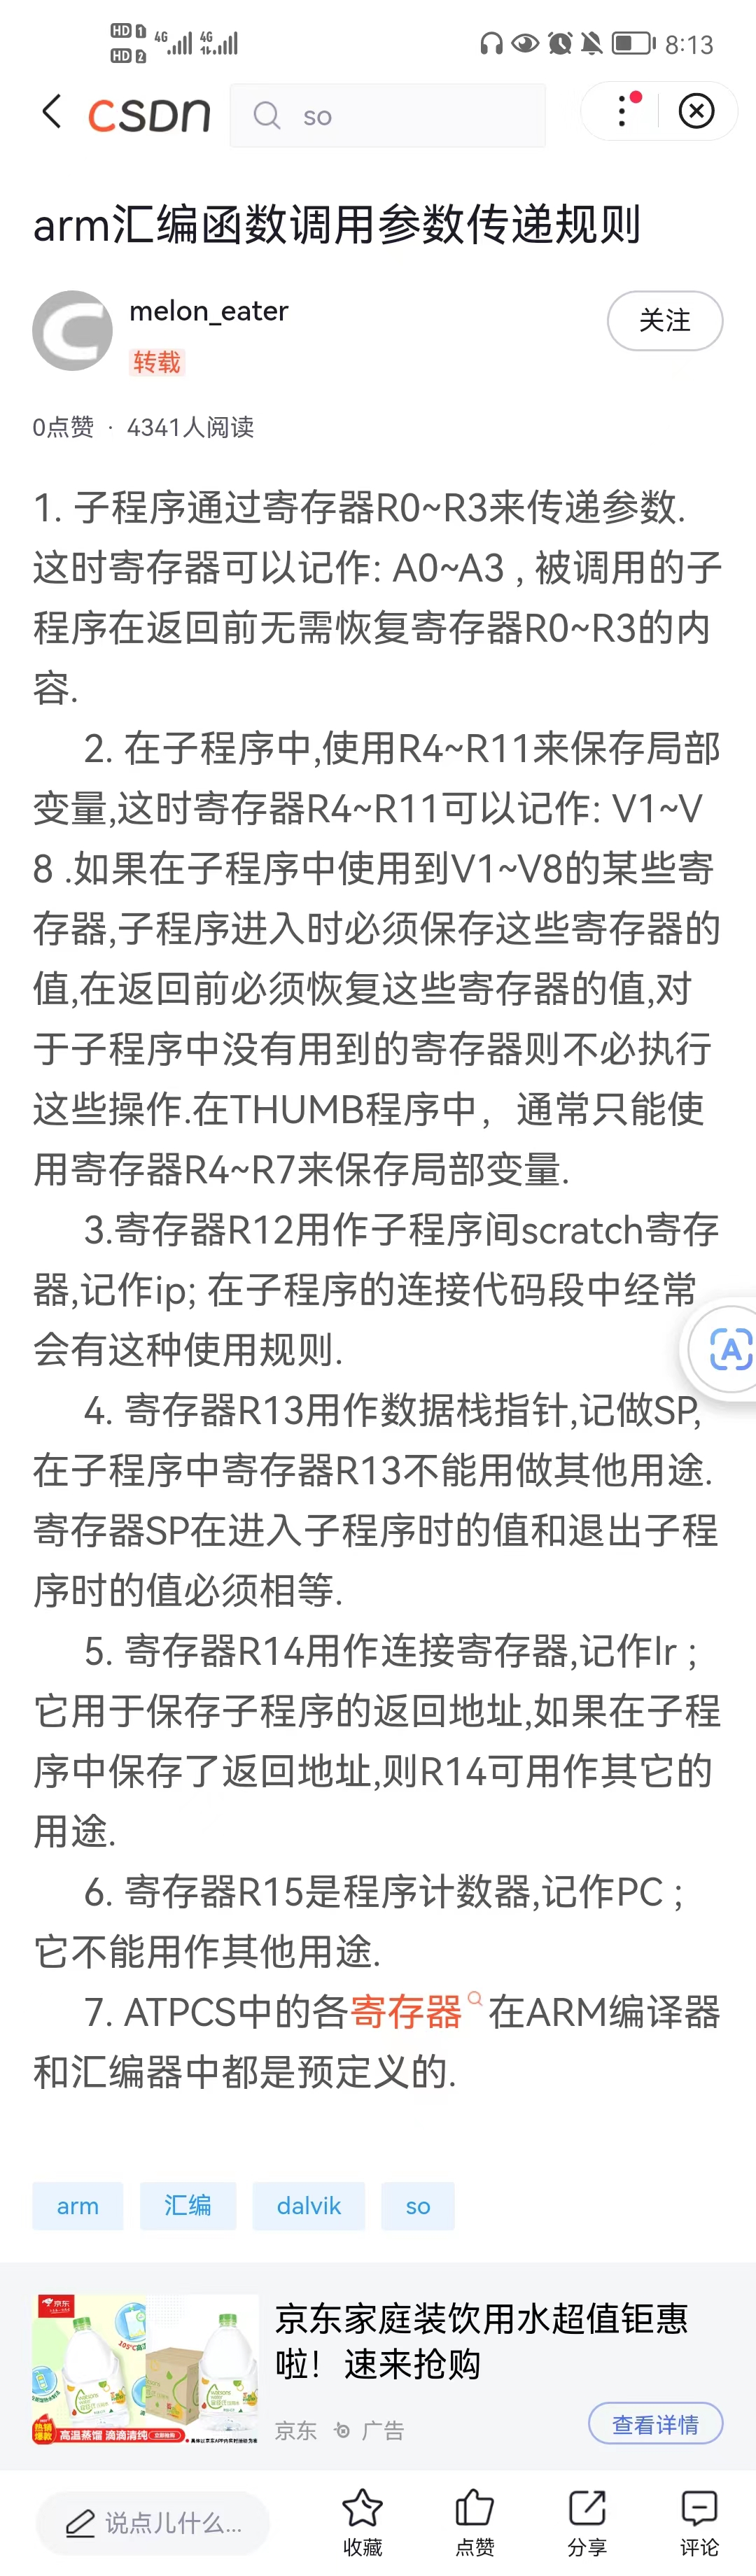 HD 1 4G 4G 8:13
HD 2
CSDN so
arm汇编函数调用参数传递规则
melon_eater
关注
转载
0点赞 · 4341人阅读
1. 子程序通过寄存器R0~R3来传递参数.
这时寄存器可以记作: A0~A3 , 被调用的子
程序在返回前无需恢复寄存器R0~R3的内
容.
2. 在子程序中,使用R4~R11来保存局部
变量,这时寄存器R4~R11可以记作: V1~V
8 .如果在子程序中使用到V1~V8的某些寄
存器,子程序进入时必须保存这些寄存器的
值,在返回前必须恢复这些寄存器的值,对
于子程序中没有用到的寄存器则不必执行
这些操作.在THUMB程序中，通常只能使
用寄存器R4~R7来保存局部变量.
3.寄存器R12用作子程序间scratch寄存
器,记作ip; 在子程序的连接代码段中经常
会有这种使用规则.
A
4. 寄存器R13用作数据栈指针,记做SP,
在子程序中寄存器R13不能用做其他用途.
寄存器SP在进入子程序时的值和退出子程
序时的值必须相等.
5. 寄存器R14用作连接寄存器,记作lr ;
它用于保存子程序的返回地址,如果在子程
序中保存了返回地址,则R14可用作其它的
用途.
6. 寄存器R15是程序计数器,记作PC ;
它不能用作其他用途.
7. ATPCS中的各寄存器在ARM编译器
和汇编器中都是预定义的.
arm 汇编 dalvik so
京东
105°C
京东家庭装饮用水超值钜惠
啦！速来抢购
热销
爆款
高温蒸馏 滴滴清纯
京东 广告
查看详情
说点儿什么...
收藏 点赞 分享 评论